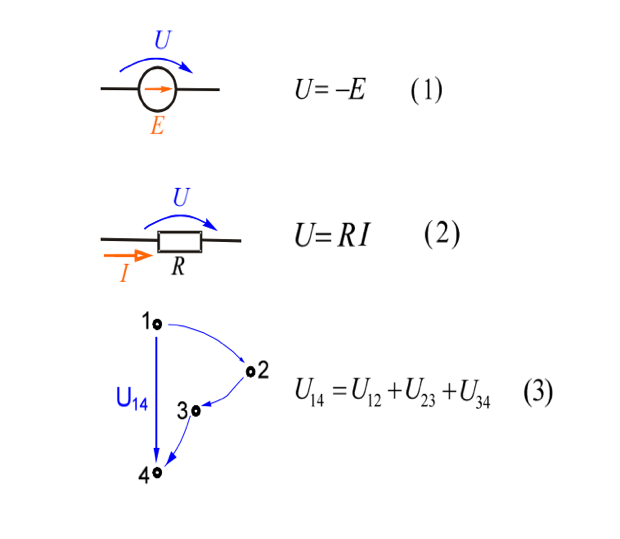 U
E
U= –E (1)
U
I
R
U= RI (2)
1
2
U14
3
4
U14 =U12 +U23 +U34 (3)